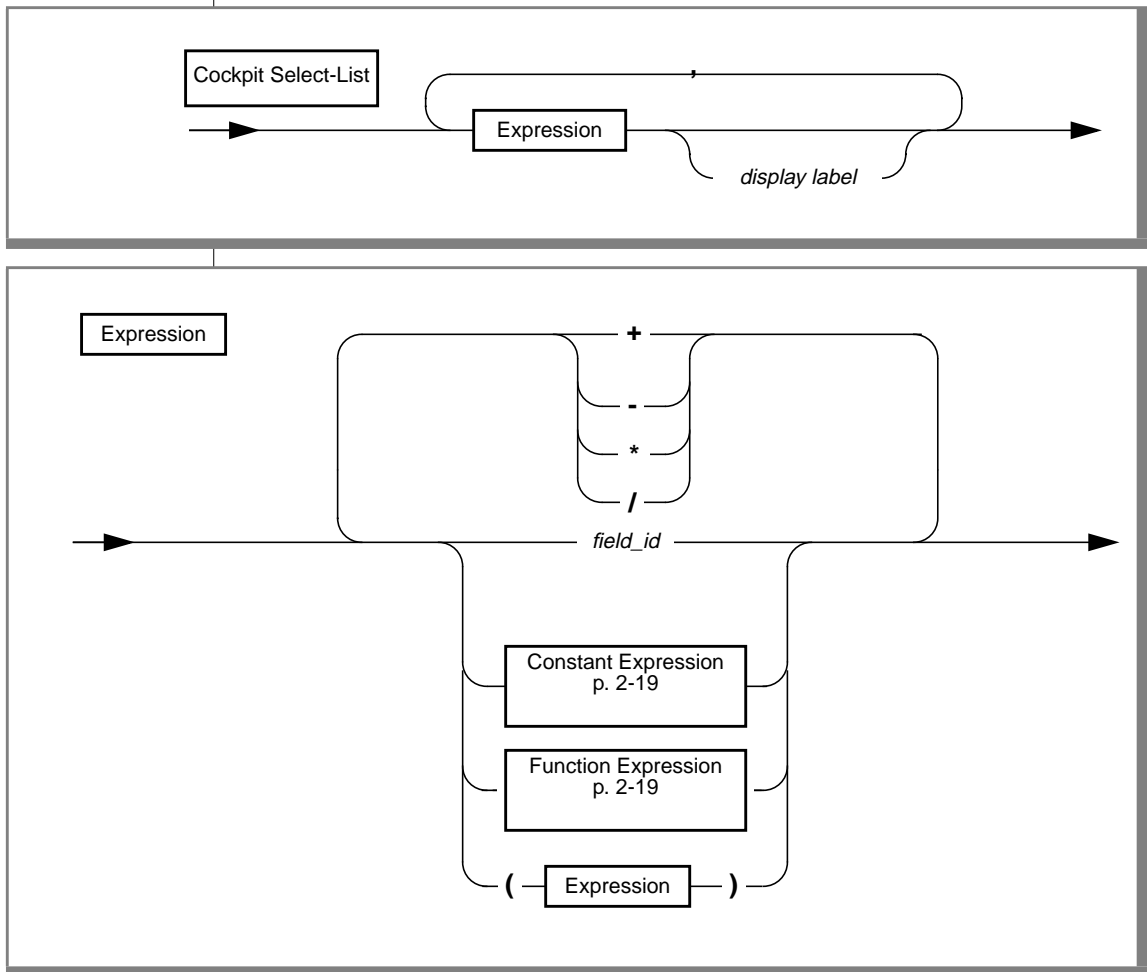 Cockpit Select-List
,
Expression
display label
Expression
+
-
*
/
field_id
Constant Expression
p. 2-19
Function Expression
p. 2-19
( Expression )